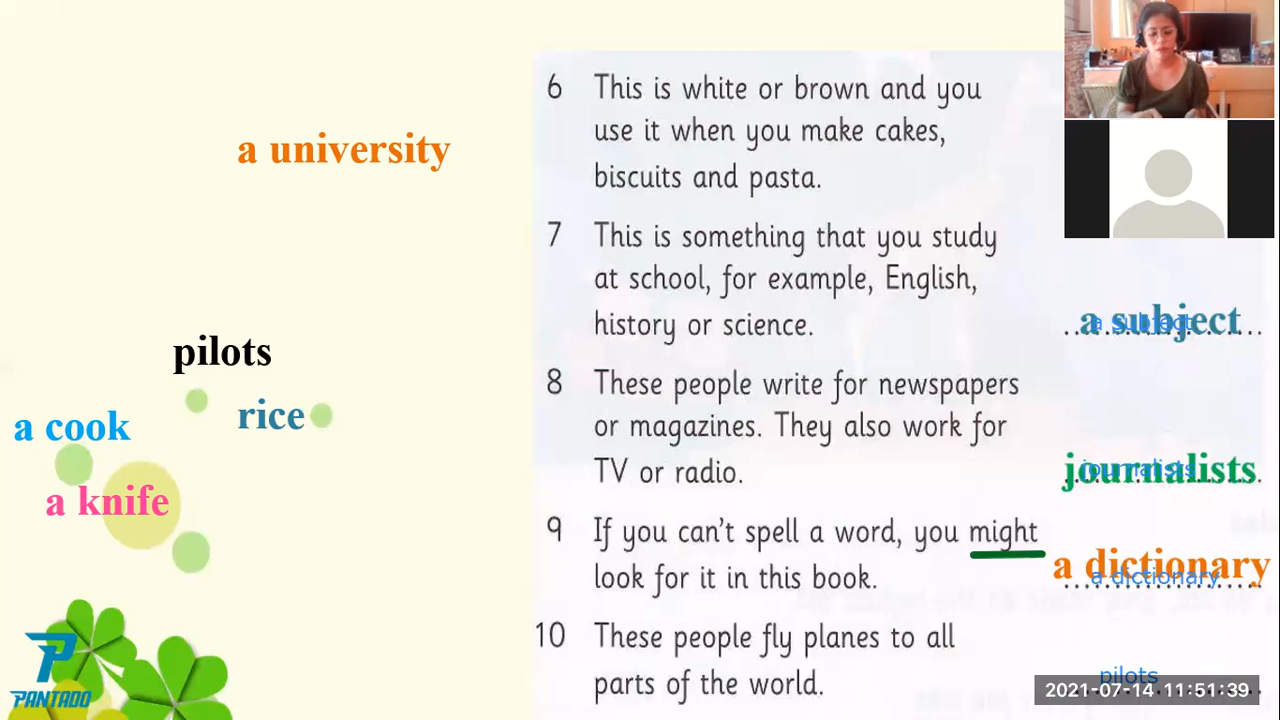 a university
pilots
a cook
rice
a knife
PANTADO
6 This is white or brown and you
use it when you make cakes,
biscuits and pasta.
7 This is something that you study
at school, for example, English,
history or science.
a subject
a subject
8 These people write for newspapers
or magazines. They also work for
TV or radio.
journalists
journalists
9 If you can't spell a word, you might
look for it in this book.
a dictionary
a dictionary
10 These people fly planes to all
parts of the world.
pilots
2021-07-14 11:51:39